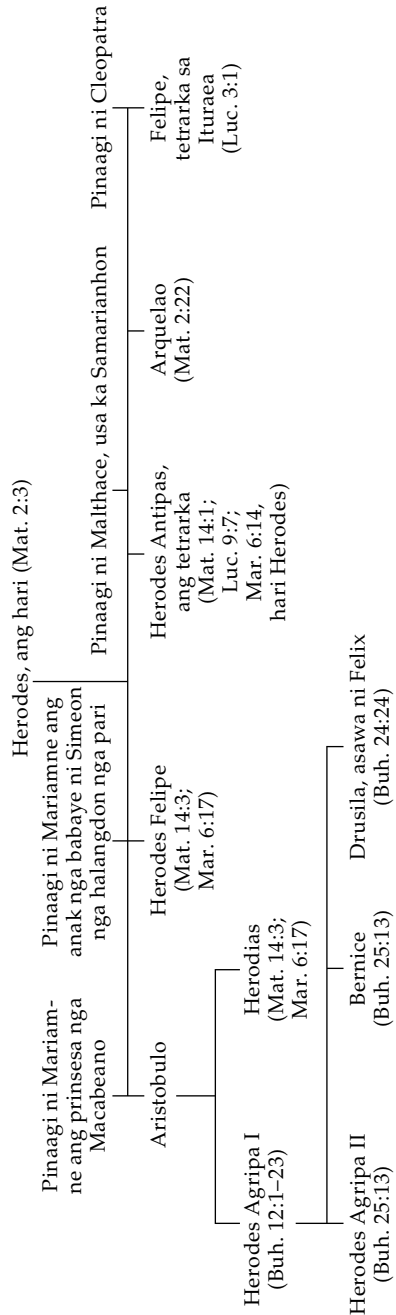 Herodes, ang hari (Mat. 2:3)
Pinaagi ni Mariam-
ne ang prinsesa nga
Macabeano
Pinaagi ni Mariamne ang
anak nga babaye ni Simeon
nga halangdon nga pari
Pinaagi ni Malthace, usa ka Samarianhon
Pinaagi ni Cleopatra
Aristobulo
Herodes Felipe
(Mat. 14:3;
Mar. 6:17)
Herodes Antipas,
ang tetrarka
(Mat. 14:1;
Luc. 9:7;
Mar. 6:14,
hari Herodes)
Arquelao
(Mat. 2:22)
Felipe,
tetrarka sa
Ituraea
(Luc. 3:1)
Herodes Agripa I
(Buh. 12:1–23)
Herodias
(Mat. 14:3;
Mar. 6:17)
Herodes Agripa II
(Buh. 25:13)
Bernice
(Buh. 25:13)
Drusila, asawa ni Felix
(Buh. 24:24)